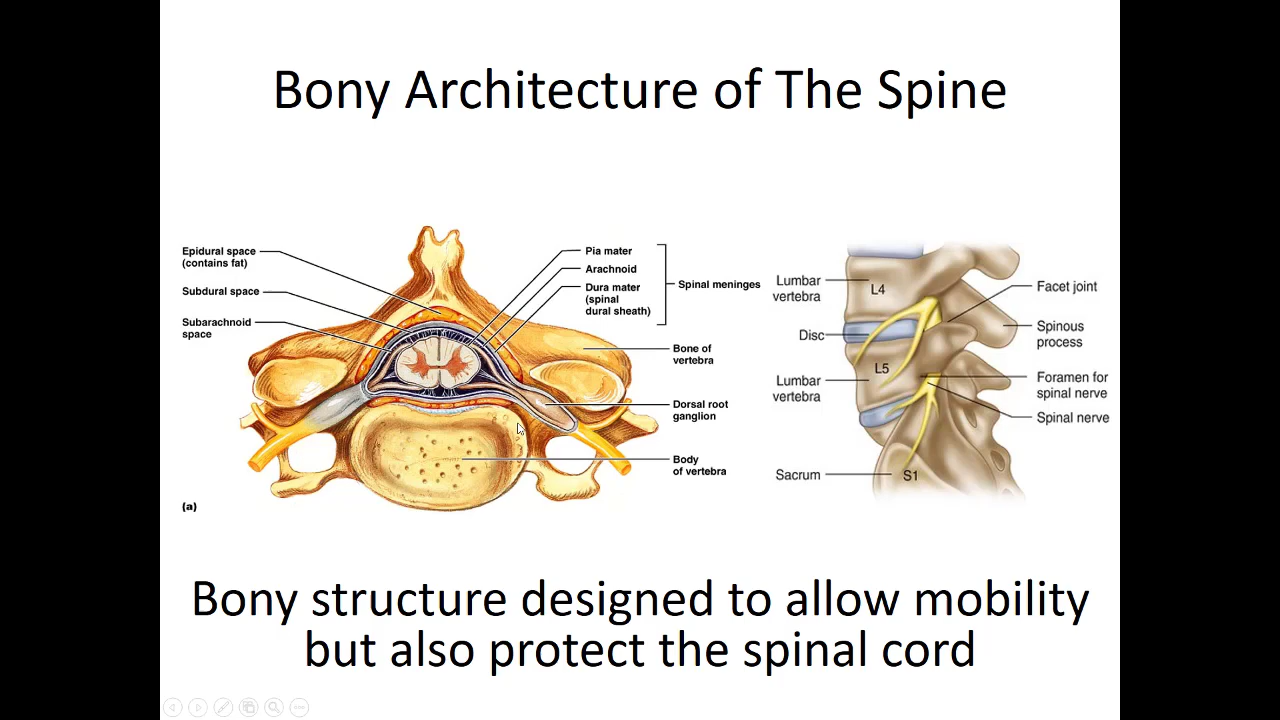 Bony Architecture of The Spine
Epidural space
(contains fat)
Subdural space
Subarachnoid
space
Pia mater
Arachnoid
Dura mater
(spinal
dural sheath)
Spinal meninges
Bone of
vertebra
Dorsal root
ganglion
Body
of vertebra
(a)
Lumbar
vertebra
Disc
Lumbar
vertebra
Sacrum
L4
L5
S1
Facet joint
Spinous
process
Foramen for
spinal nerve
Spinal nerve
Bony structure designed to allow mobility
but also protect the spinal cord